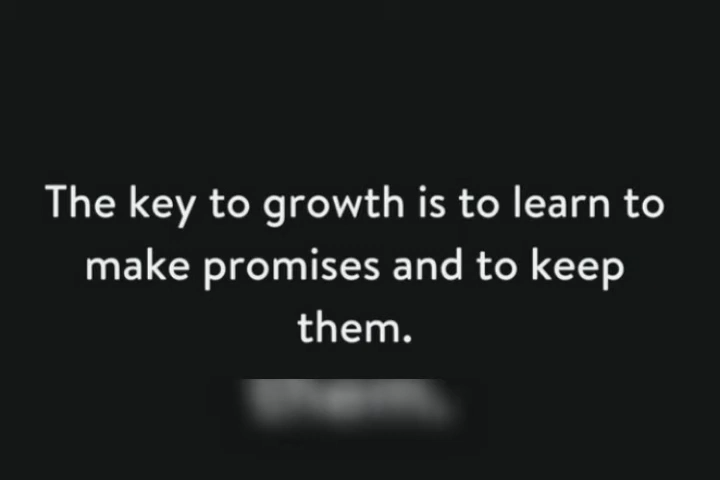 The key to growth is to learn to
make promises and to keep
them.